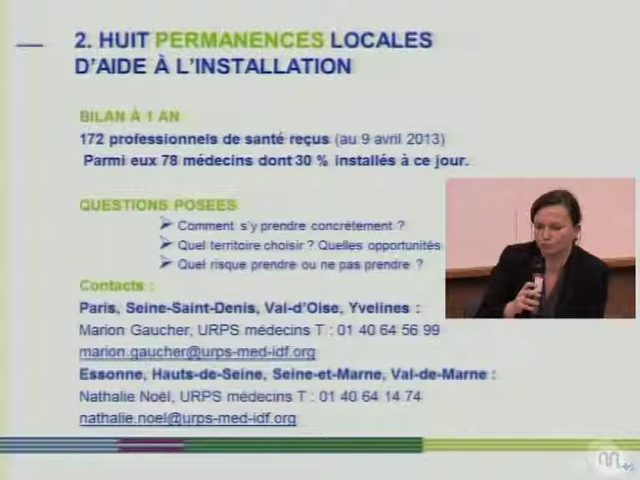 2. HUIT PERMANENCES LOCALES
D'AIDE À L'INSTALLATION
BILAN À 1 AN
172 professionnels de santé reçus (au 9 avril 2013)
Parmi eux 78 médecins dont 30 % installés à ce jour.
QUESTIONS POSEES
Comment s'y prendre concrètement ?
Quel territoire choisir ? Quelles opportunités
Quel risque prendre ou ne pas prendre ?
Contacts :
Paris, Seine-Saint-Denis, Val-d'Oise, Yvelines :
Marion Gaucher, URPS médecins T : 01 40 64 56 99
marion.gaucher@urps-med-idf.org
Essonne, Hauts-de-Seine, Seine-et-Marne, Val-de-Marne :
Nathalie Noël, URPS médecins T : 01 40 64 14 74
nathalie.noel@urps-med-idf.org